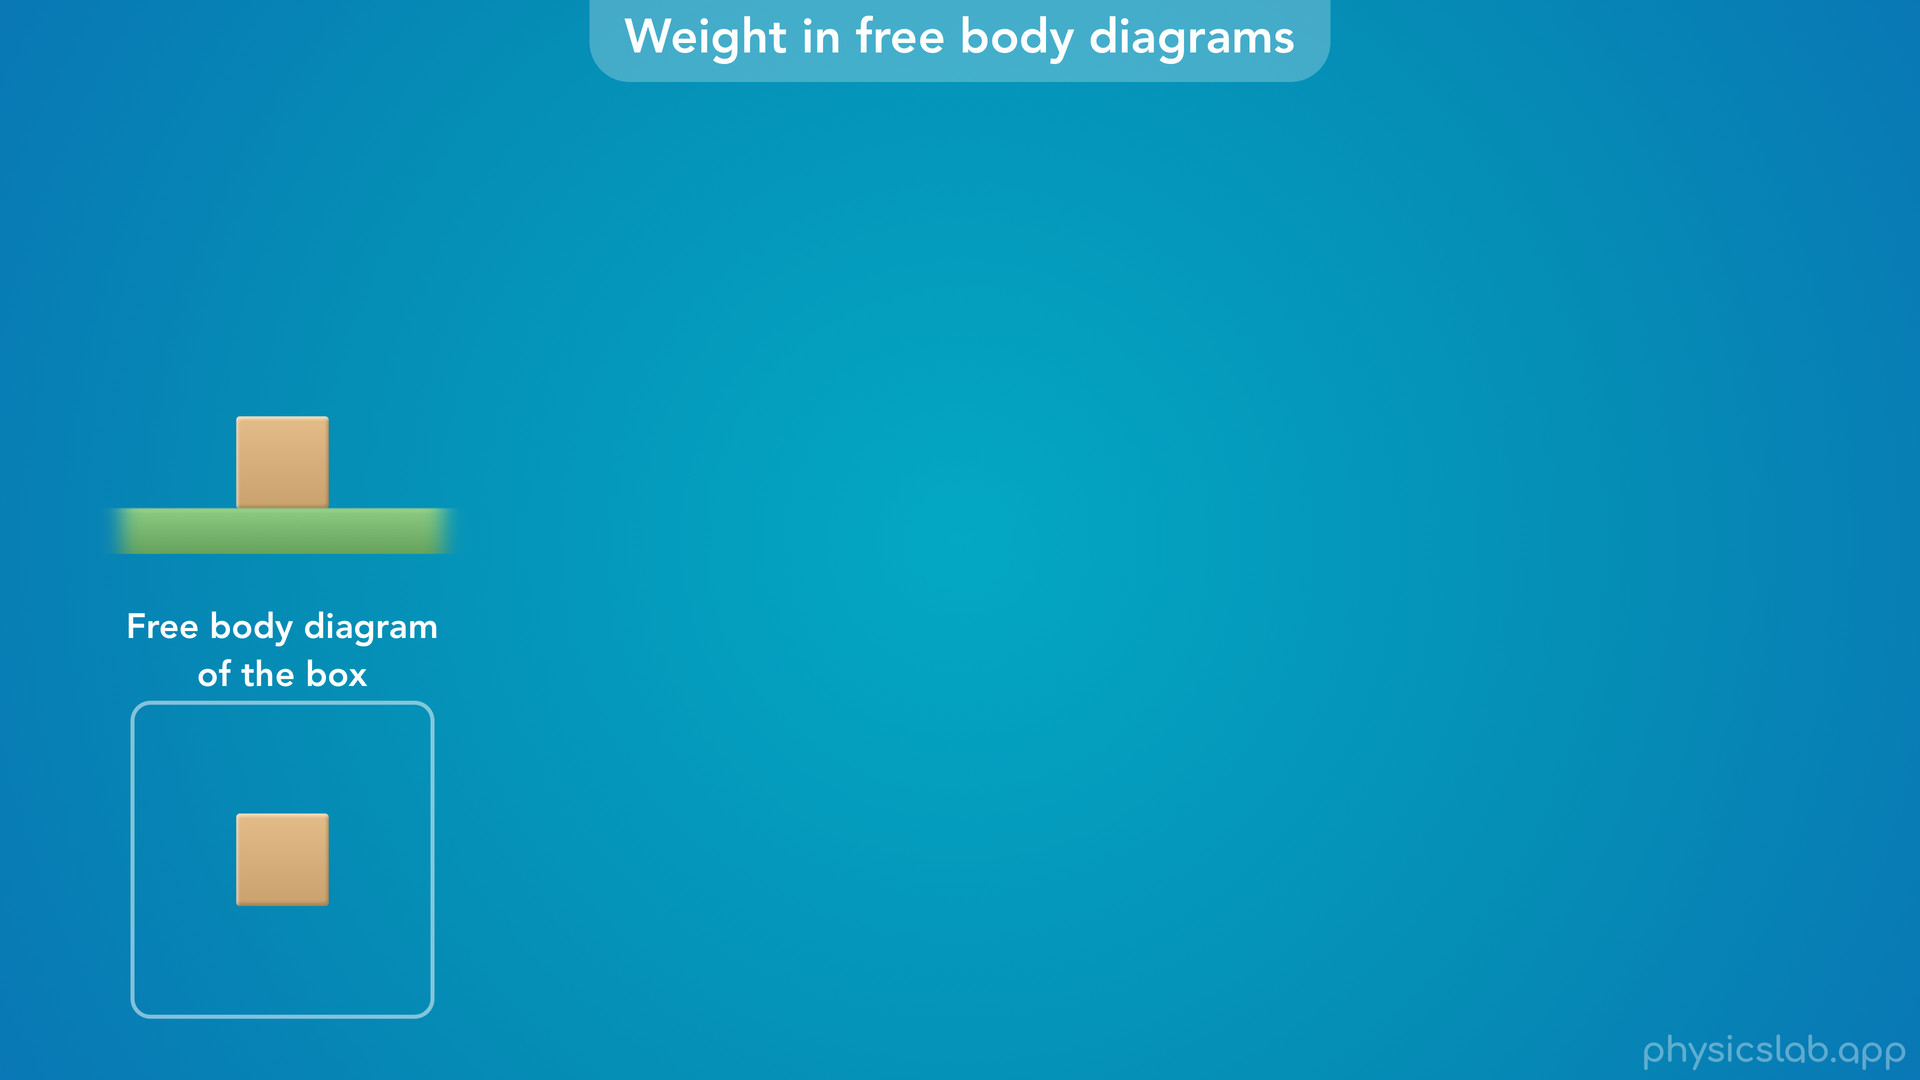 Weight in free body diagrams
Free body diagram
of the box
physicslab.app